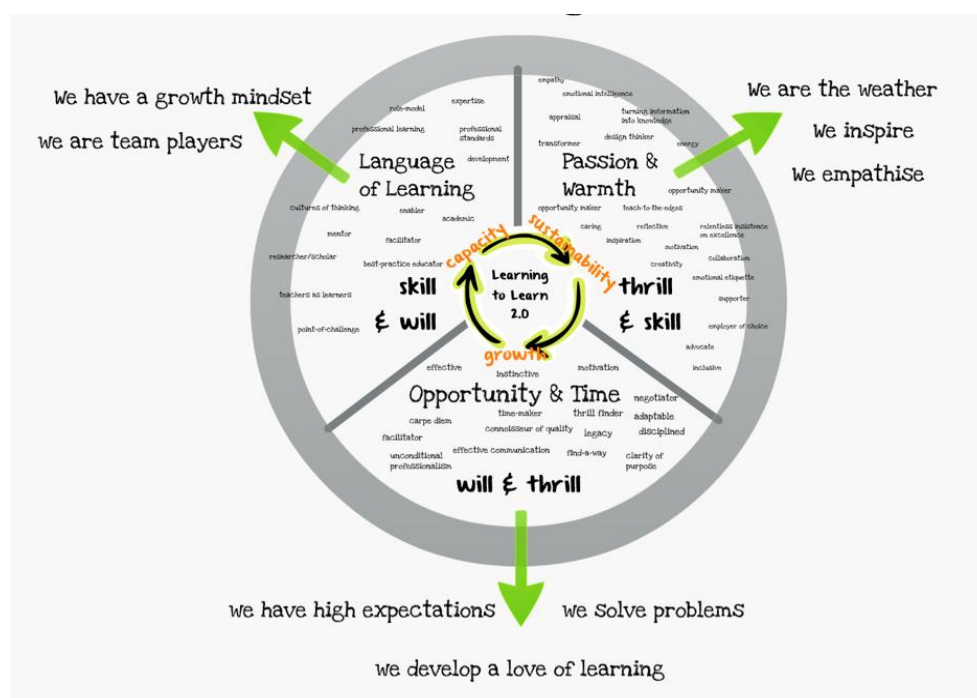 We have a growth mindset
we are team players
We are the weather
We inspire
We empathise
role-model
expertise
professional learning
professional
standards
development
Language
of Learning
cultures of thinking
enabler
academic
mentor
facilitator
researcher/scholar
best-practice educator
skill
& will
teachers as learners
point-of-challenge
empathy
emotional intelligence
appraisal
turning information
into knowledge
design thinker
transformer
energy
Passion &
Warmth
opportunity maker
opportunity maker
teach-to-the-edges
caring
reflective
relentless insistence
on excellence
inspiration
motivation
creativity
collaboration
emotional etiquette
thrill
& skill
supporter
employer of choice
advocate
inclusive
capacity
sustainability
growth
Learning
to Learn
2.0
effective
instinctive
motivation
Opportunity & Time
negotiator
time-maker
thrill finder
adaptable
carpe diem
connoisseur of quality
legacy
disciplined
facilitator
unconditional
professionalism
effective communication
find-a-way
clarity of
purpose
will & thrill
we have high expectations
we solve problems
we develop a love of learning